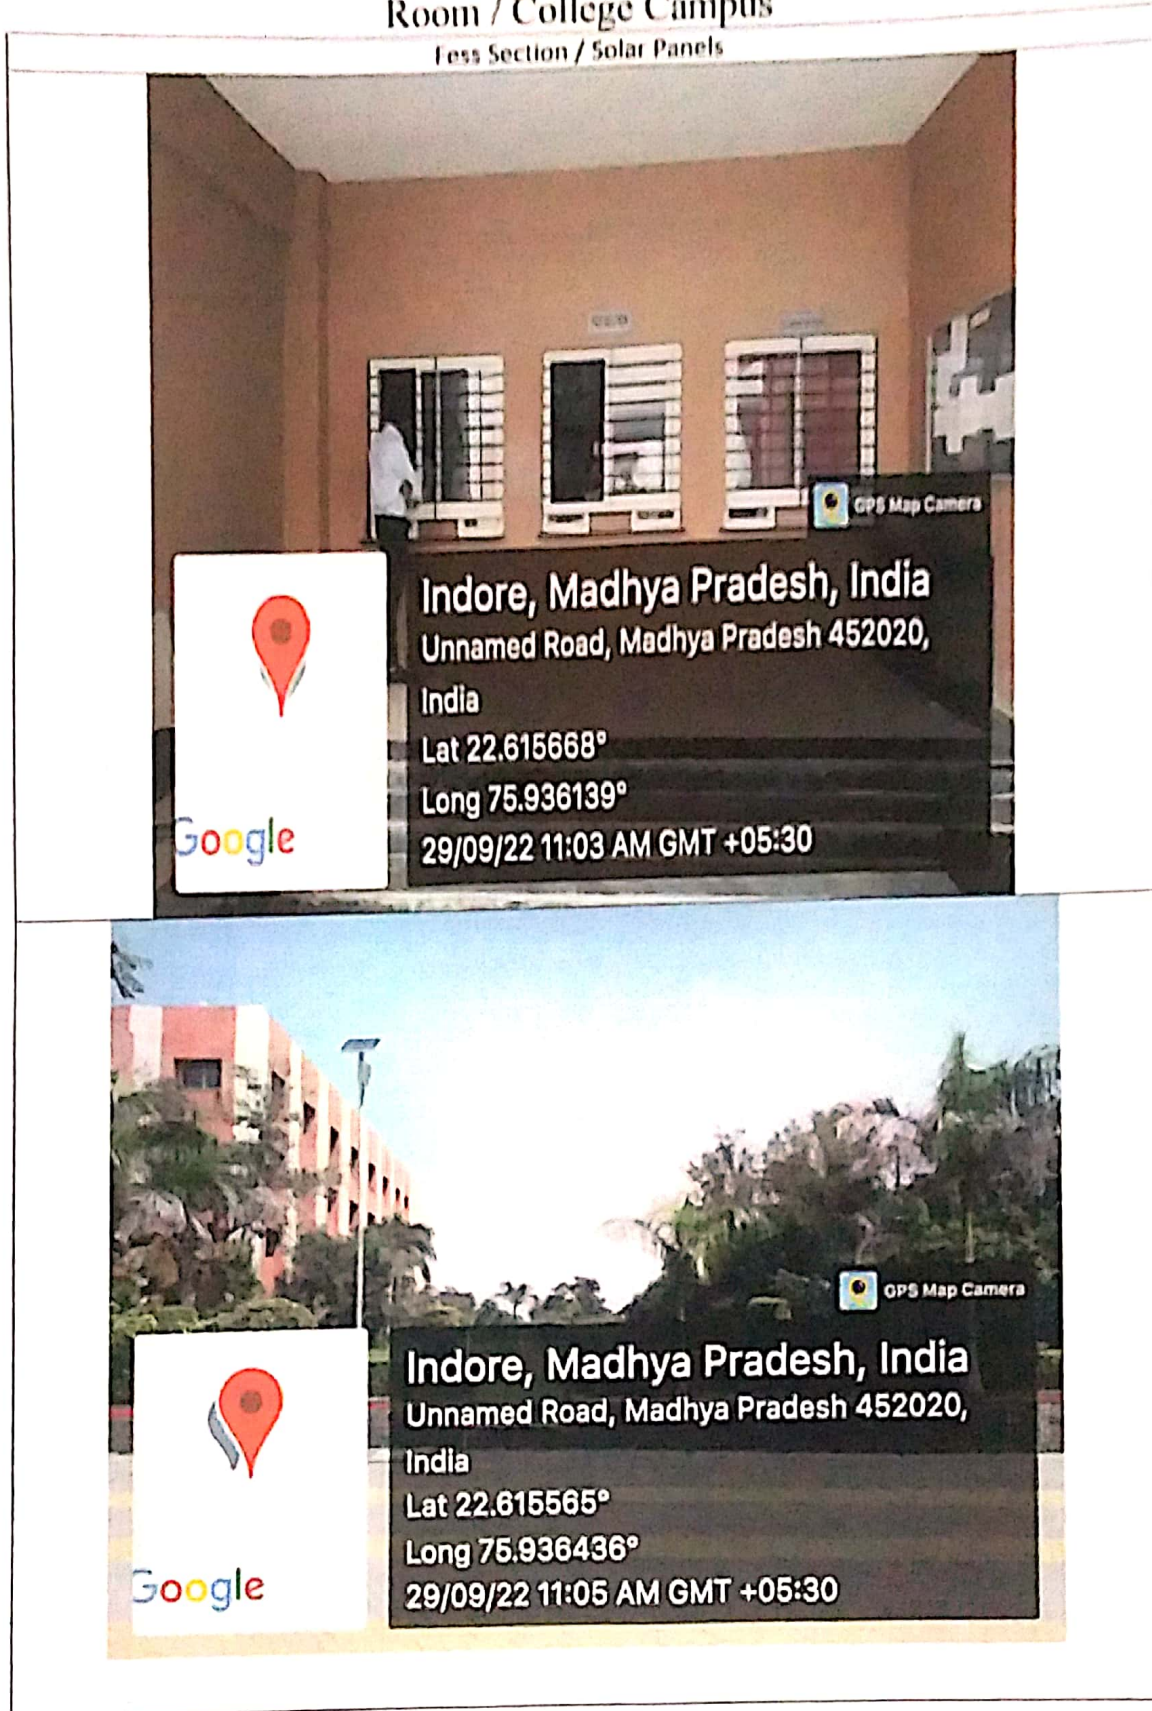 Room / College Campus
Fess Section / Solar Panels
GPS Map Camera
Indore, Madhya Pradesh, India
Unnamed Road, Madhya Pradesh 452020,
India
Lat 22.615668°
Long 75.936139°
29/09/22 11:03 AM GMT +05:30
Google
GPS Map Camera
Indore, Madhya Pradesh, India
Unnamed Road, Madhya Pradesh 452020,
India
Lat 22.615565°
Long 75.936436°
29/09/22 11:05 AM GMT +05:30
Google